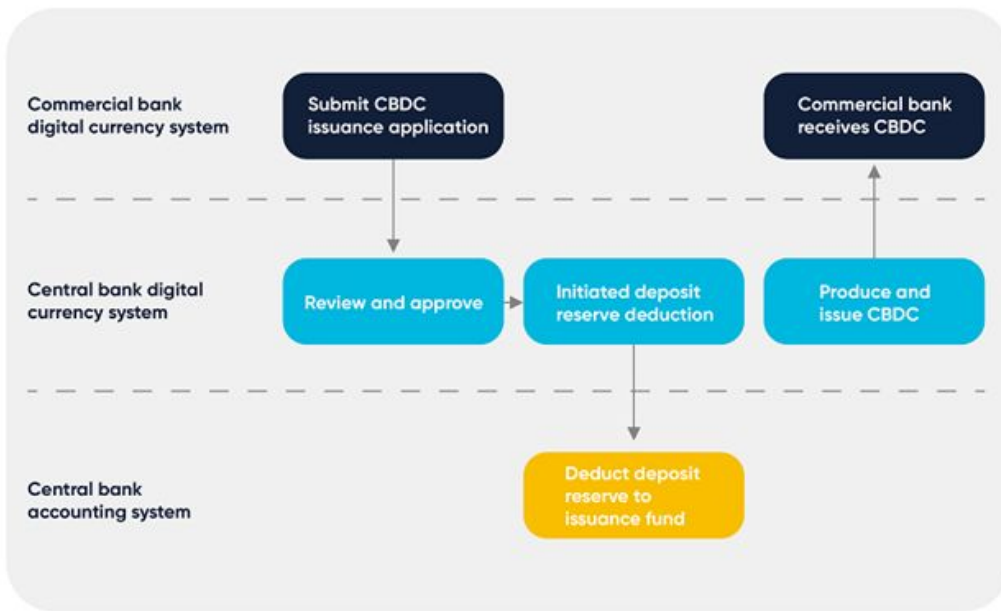 Commercial bank
digital currency system
Submit CBDC
issuance application
Commercial bank
receives CBDC
Central bank digital
currency system
Review and approve
Initiated deposit
reserve deduction
Produce and
issue CBDC
Central bank
accounting system
Deduct deposit
reserve to
issuance fund